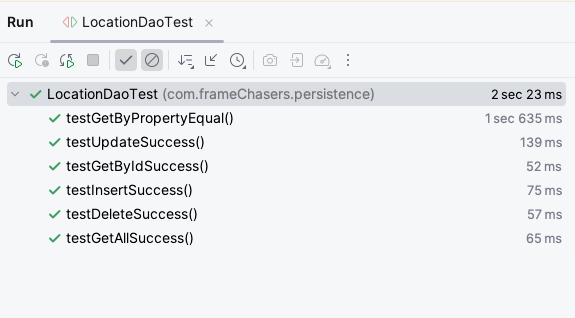 Run LocationDaoTest
LocationDaoTest (com.frameChasers.persistence) 2 sec 23 ms
testGetByPropertyEqual() 1 sec 635 ms
testUpdateSuccess() 139 ms
testGetByIdSuccess() 52 ms
testInsertSuccess() 75 ms
testDeleteSuccess() 57 ms
testGetAllSuccess() 65 ms